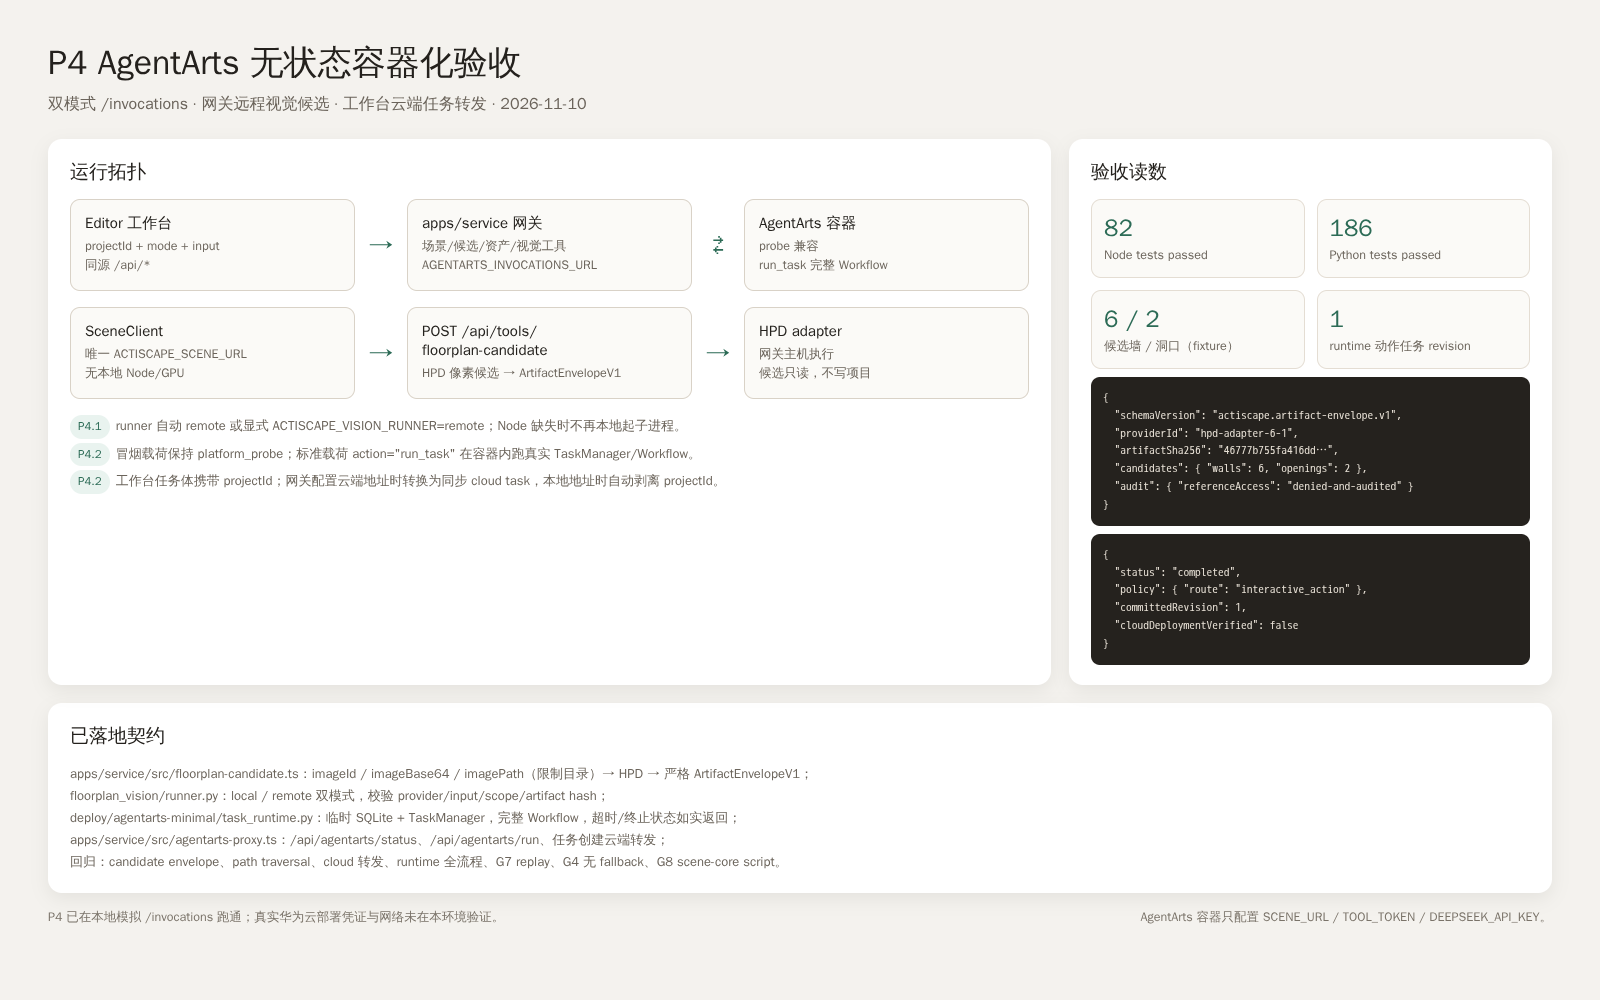 P4 AgentArts 无状态容器化验收
双模式 /invocations · 网关远程视觉候选 · 工作台云端任务转发 · 2026-11-10
运行拓扑
Editor 工作台
projectId + mode + input
同源 /api/*
→
apps/service 网关
场景/候选/资产/视觉工具
AGENTARTS_INVOCATIONS_URL
⇄
AgentArts 容器
probe 兼容
run_task 完整 Workflow
SceneClient
唯一 ACTISCAPE_SCENE_URL
无本地 Node/GPU
→
POST /api/tools/
floorplan-candidate
HPD 像素候选 → ArtifactEnvelopeV1
→
HPD adapter
网关主机执行
候选只读，不写项目
P4.1 runner 自动 remote 或显式 ACTISCAPE_VISION_RUNNER=remote；Node 缺失时不再本地起子进程。
P4.2 冒烟载荷保持 platform_probe；标准载荷 action="run_task" 在容器内跑真实 TaskManager/Workflow。
P4.2 工作台任务体携带 projectId；网关配置云端地址时转换为同步 cloud task，本地地址时自动剥离 projectId。
验收读数
82
Node tests passed
186
Python tests passed
6 / 2
候选墙 / 洞口（fixture）
1
runtime 动作任务 revision
{
"schemaVersion": "actiscape.artifact-envelope.v1",
"providerId": "hpd-adapter-6-1",
"artifactSha256": "46777b755fa416dd…",
"candidates": { "walls": 6, "openings": 2 },
"audit": { "referenceAccess": "denied-and-audited" }
}
{
"status": "completed",
"policy": { "route": "interactive_action" },
"committedRevision": 1,
"cloudDeploymentVerified": false
}
已落地契约
apps/service/src/floorplan-candidate.ts：imageId / imageBase64 / imagePath（限制目录）→ HPD → 严格 ArtifactEnvelopeV1；
floorplan_vision/runner.py：local / remote 双模式，校验 provider/input/scope/artifact hash；
deploy/agentarts-minimal/task_runtime.py：临时 SQLite + TaskManager，完整 Workflow，超时/终止状态如实返回；
apps/service/src/agentarts-proxy.ts：/api/agentarts/status、/api/agentarts/run、任务创建云端转发；
回归：candidate envelope、path traversal、cloud 转发、runtime 全流程、G7 replay、G4 无 fallback、G8 scene-core script。
P4 已在本地模拟 /invocations 跑通；真实华为云部署凭证与网络未在本环境验证。
AgentArts 容器只配置 SCENE_URL / TOOL_TOKEN / DEEPSEEK_API_KEY。